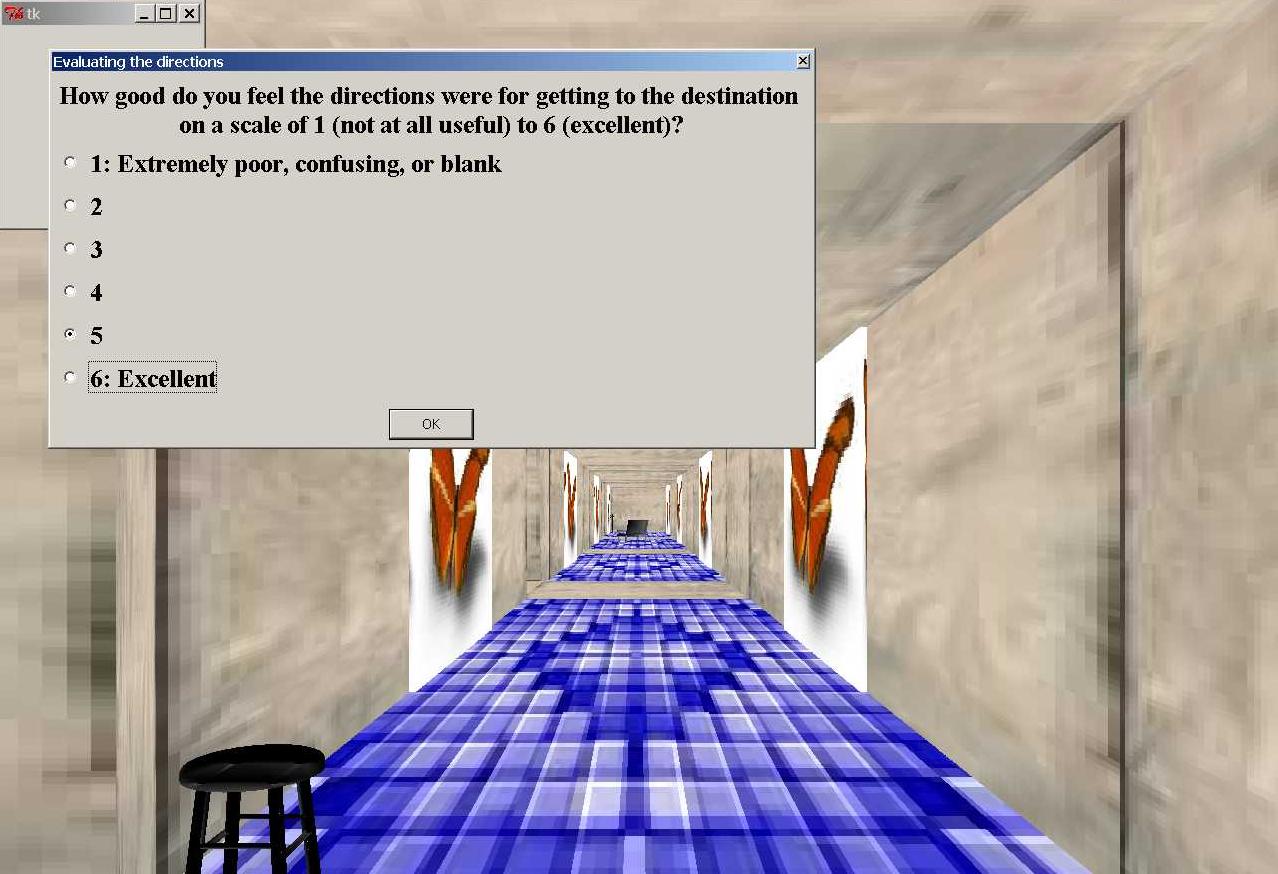 tk
Evaluating the directions
How good do you feel the directions were for getting to the destination
on a scale of 1 (not at all useful) to 6 (excellent)?
1: Extremely poor, confusing, or blank
2
3
4
5
6: Excellent
OK